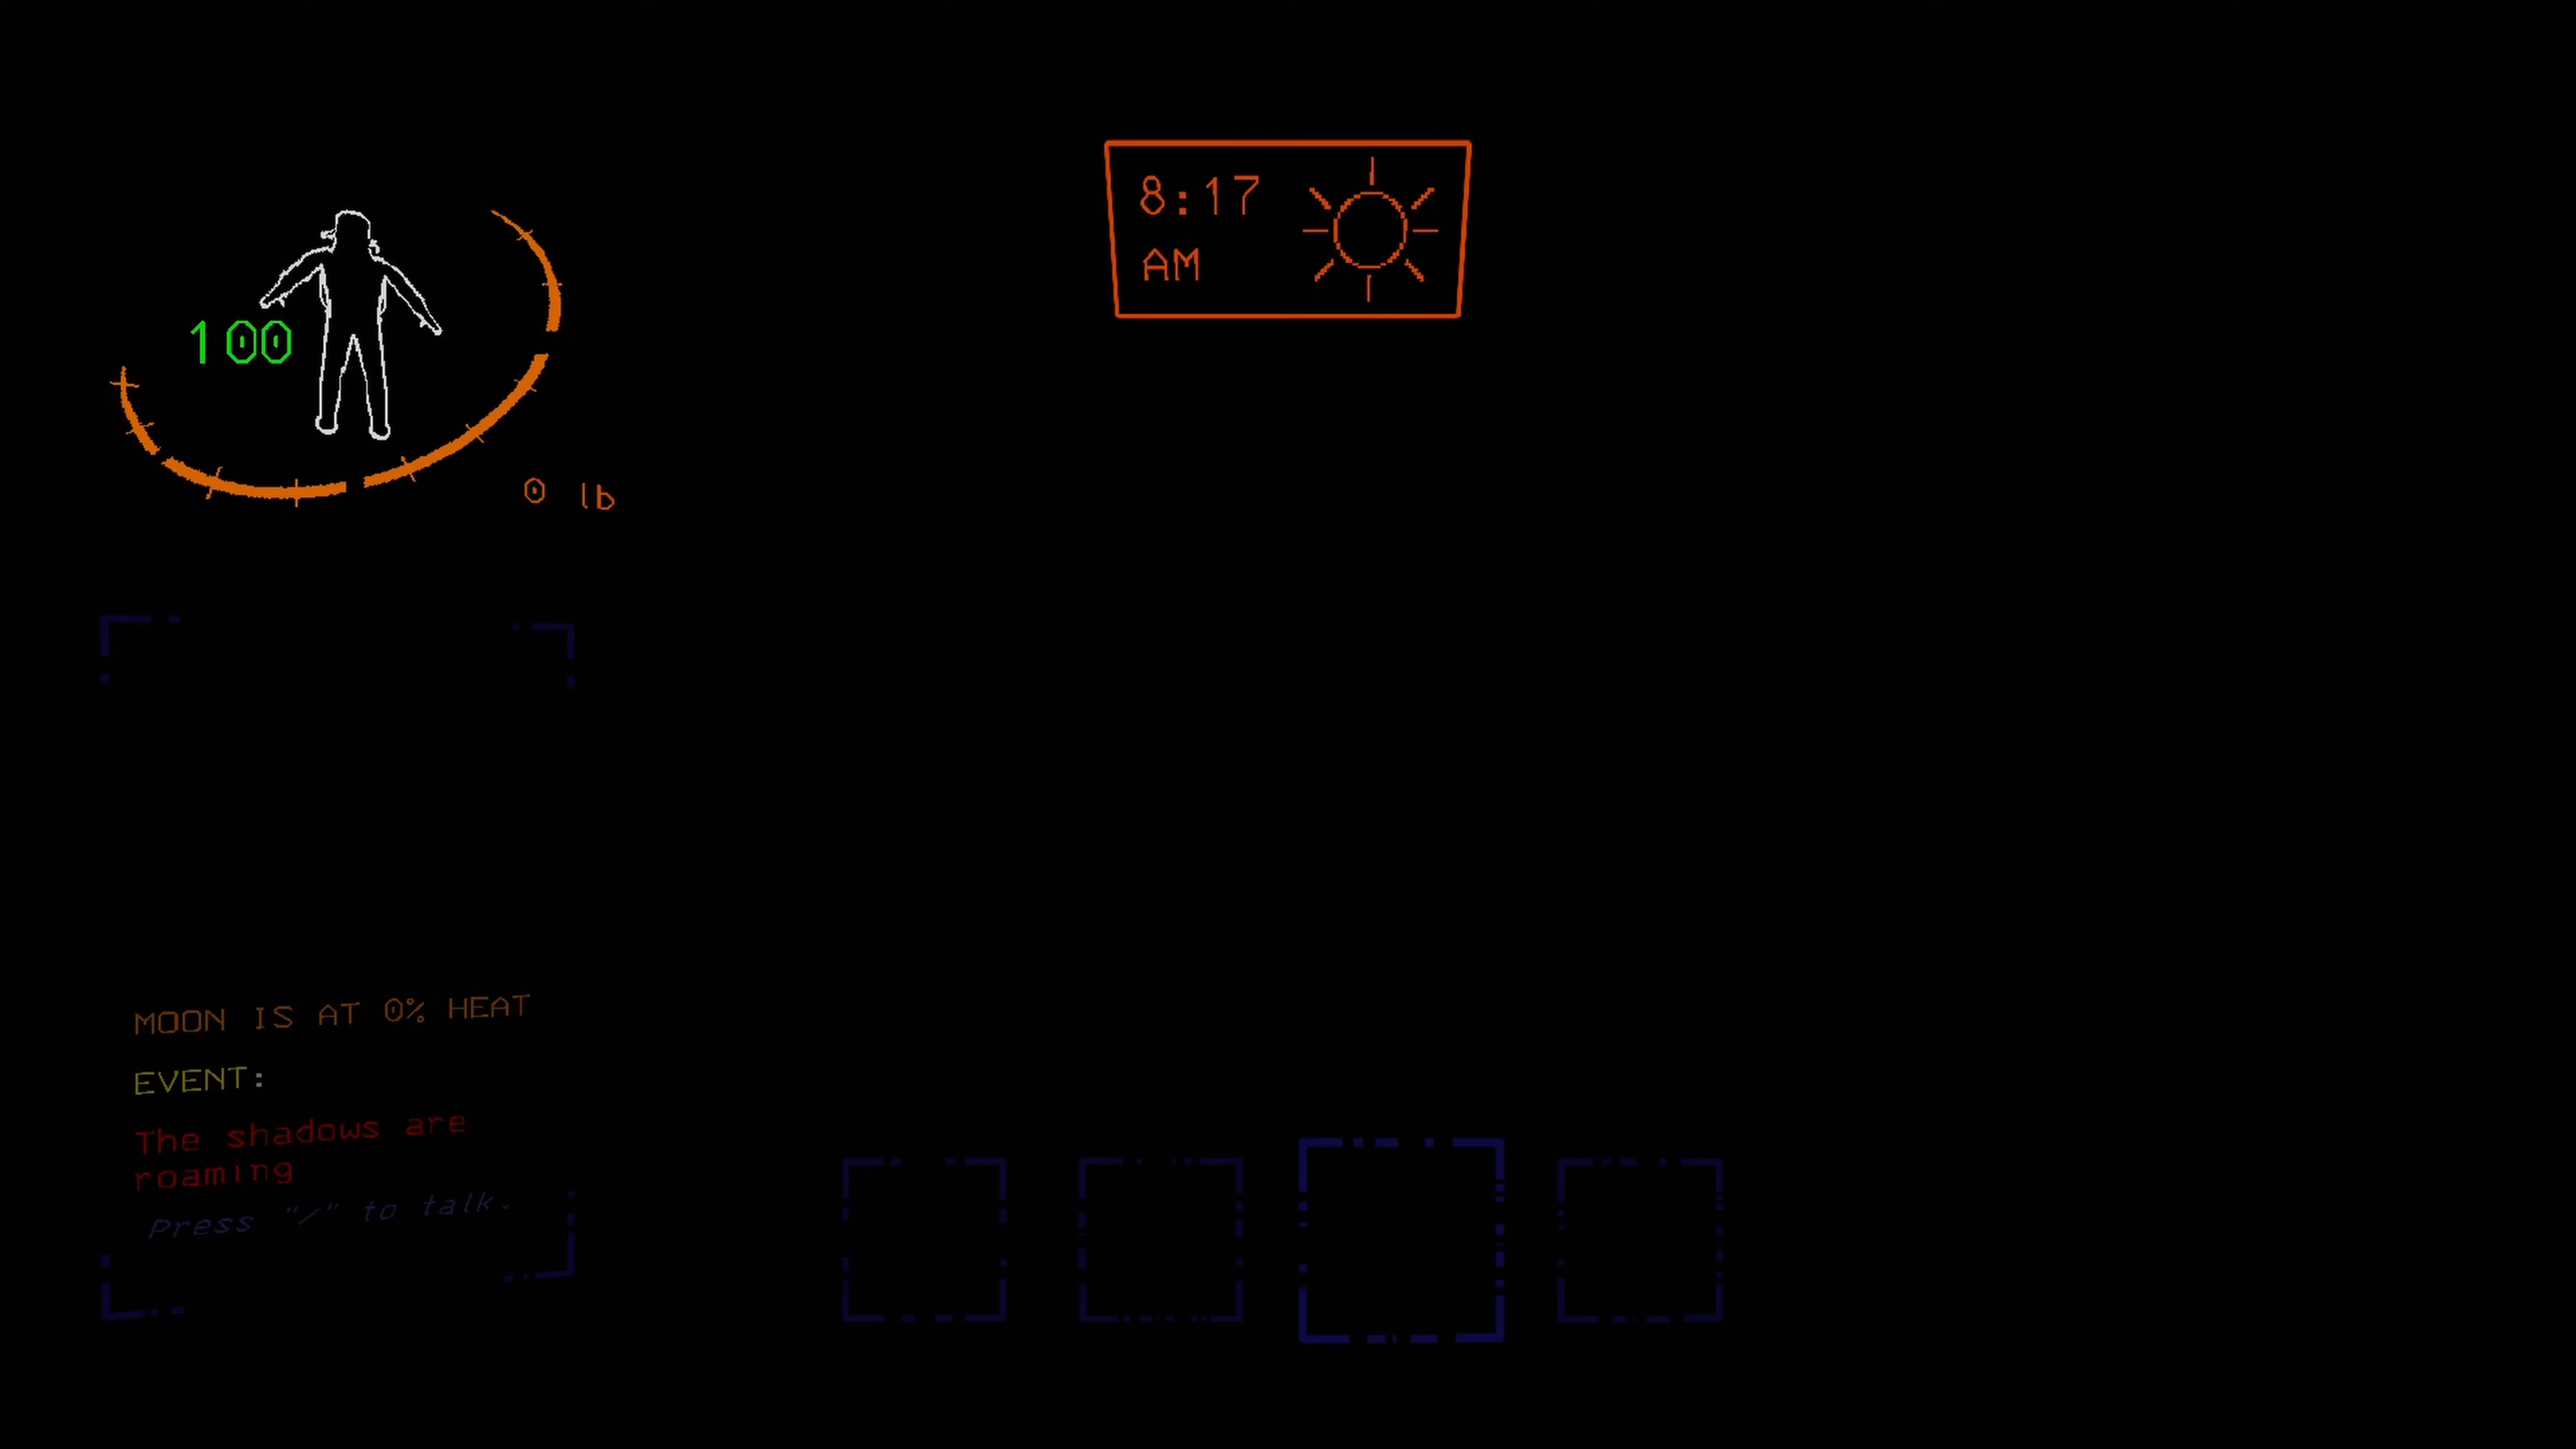 8:17
AM
100
0 lb
MOON IS AT 0% HEAT
EVENT:
The shadows are
roaming
Press "/" to talk.